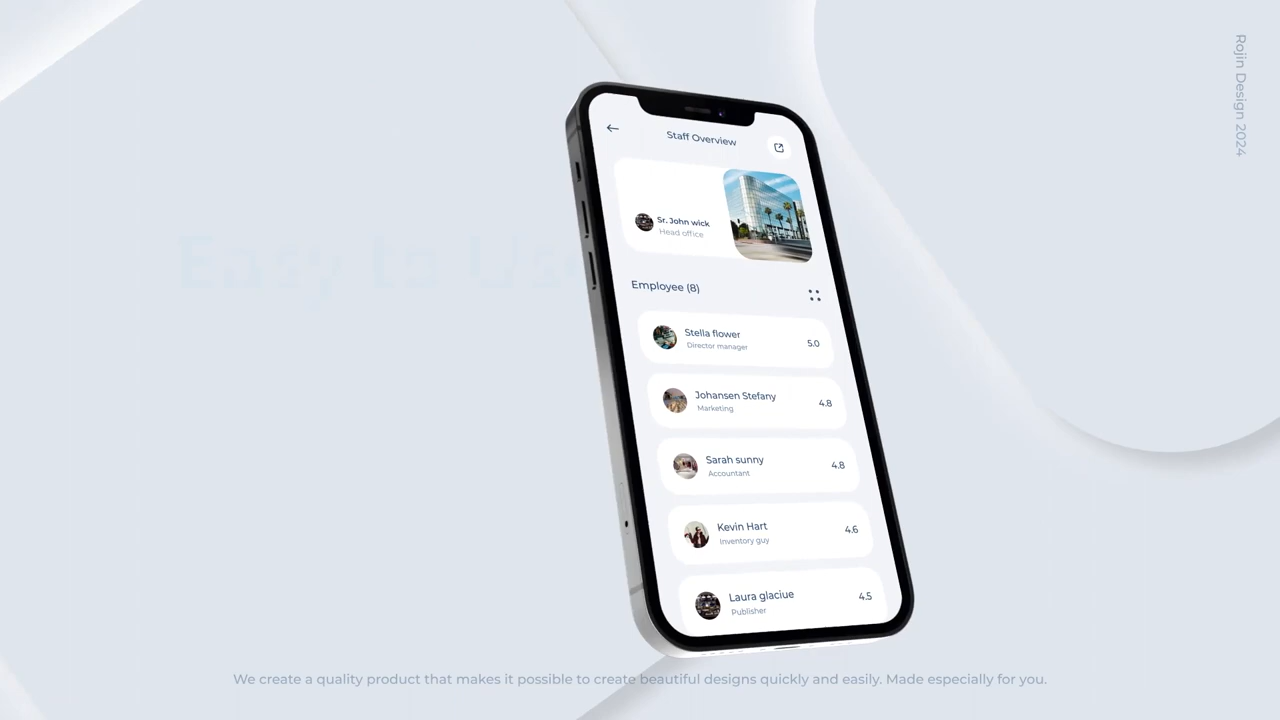 Rojin Design 2024
Easy to Use
Staff Overview
Sr. John wick
Head office
Employee (8)
Stella flower
Director manager
5.0
Johansen Stefany
Marketing
4.8
Sarah sunny
Accountant
4.8
Kevin Hart
Inventory guy
4.6
Laura glaciue
Publisher
4.5
We create a quality product that makes it possible to create beautiful designs quickly and easily. Made especially for you.